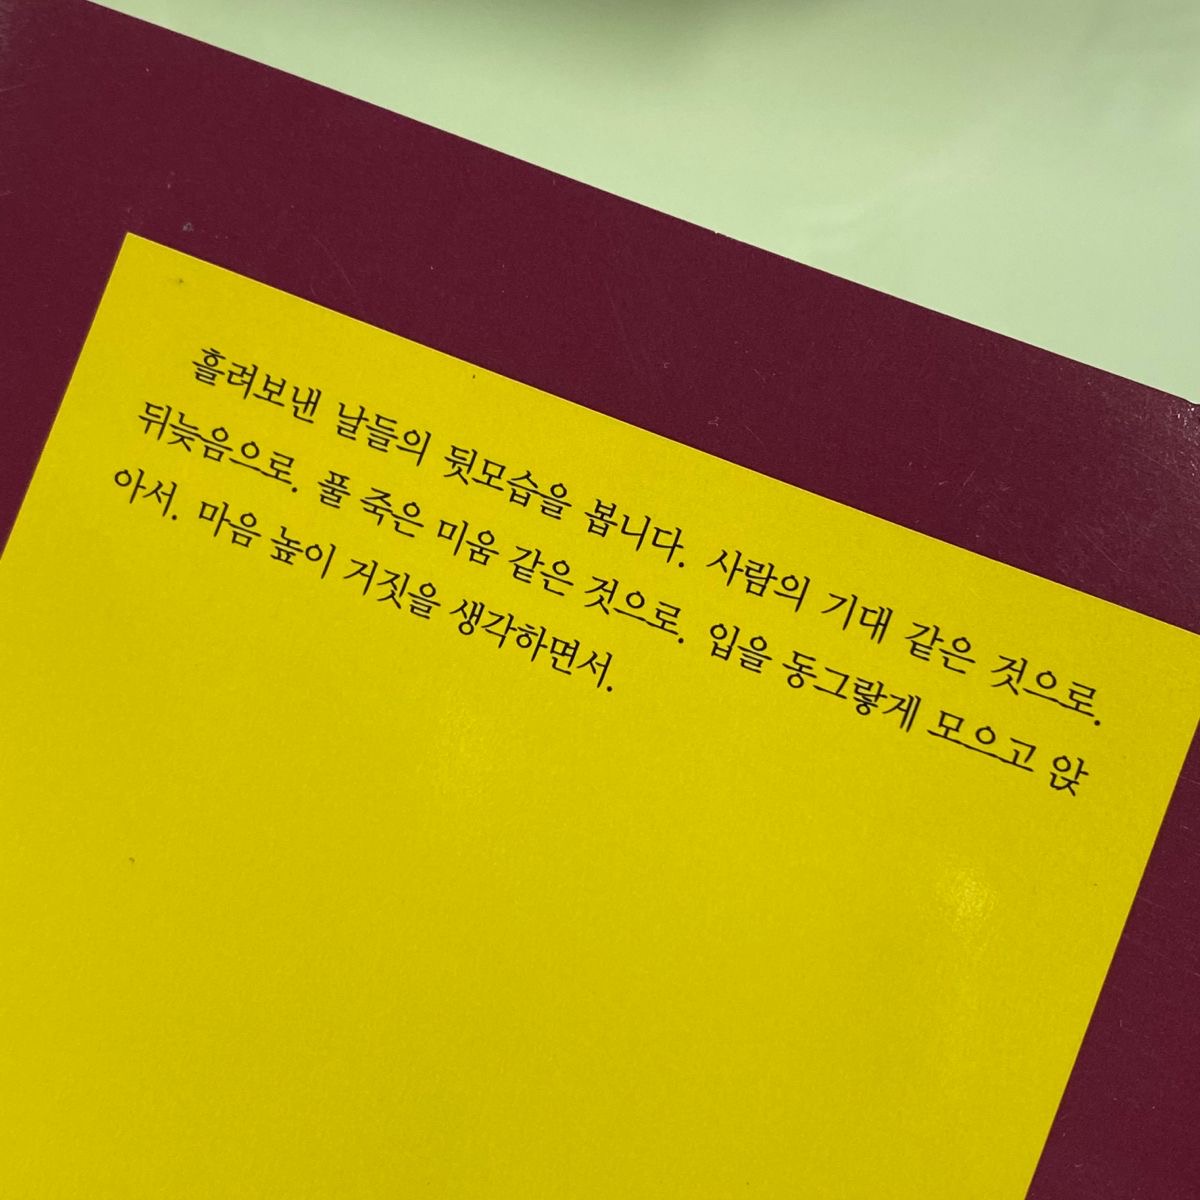 흘려보낸 날들의 뒷모습을 봅니다. 사람의 기대 같은 것으로.
뒤늦음으로. 풀 죽은 미움 같은 것으로. 입을 동그랗게 모으고 앉
아서. 마음 높이 거짓을 생각하면서.